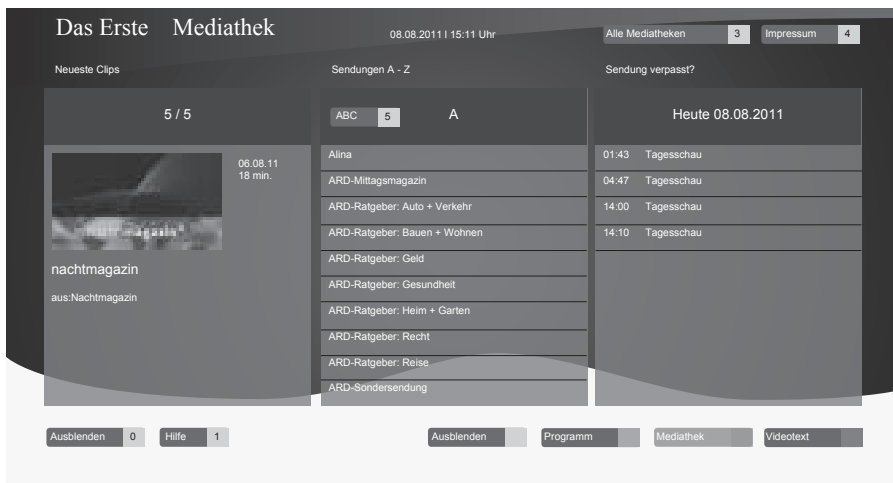 Das Erste Mediathek
08.08.2011 I 15:11 Uhr
Alle Mediatheken 3
Impressum 4
Neueste Clips
Sendungen A - Z
Sendung verpasst?
5 / 5
ABC 5
A
Heute 08.08.2011
06.08.11
18 min.
nachtmagazin
nachtmagazin
aus:Nachtmagazin
Alina
ARD-Mittagsmagazin
ARD-Ratgeber: Auto + Verkehr
ARD-Ratgeber: Bauen + Wohnen
ARD-Ratgeber: Geld
ARD-Ratgeber: Gesundheit
ARD-Ratgeber: Heim + Garten
ARD-Ratgeber: Recht
ARD-Ratgeber: Reise
ARD-Sondersendung
01:43 Tagesschau
04:47 Tagesschau
14:00 Tagesschau
14:10 Tagesschau
Ausblenden 0
Hilfe 1
Ausblenden
Programm
Mediathek
Videotext